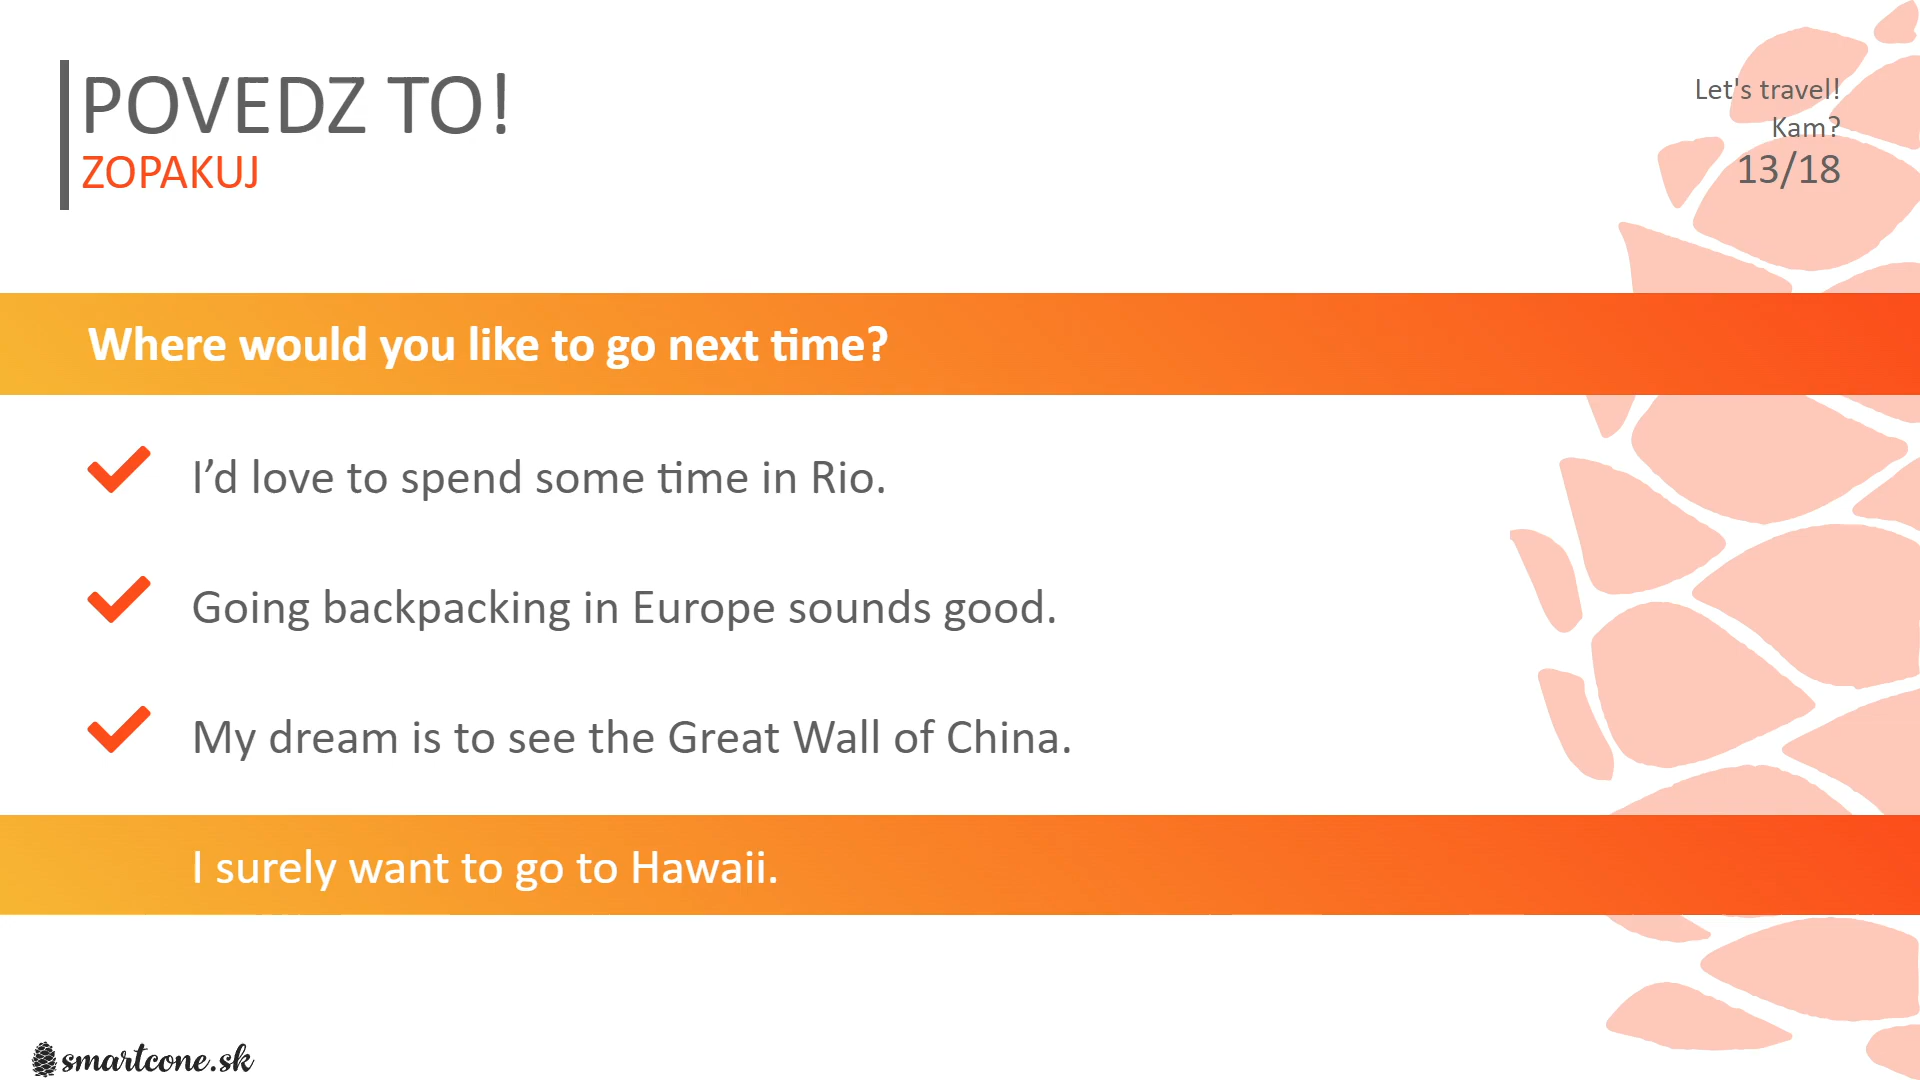 POVEDZ TO!
ZOPAKUJ
Let's travel!
Kam?
13/18
Where would you like to go next time?
I’d love to spend some time in Rio.
Going backpacking in Europe sounds good.
My dream is to see the Great Wall of China.
I surely want to go to Hawaii.
smartcone.sk